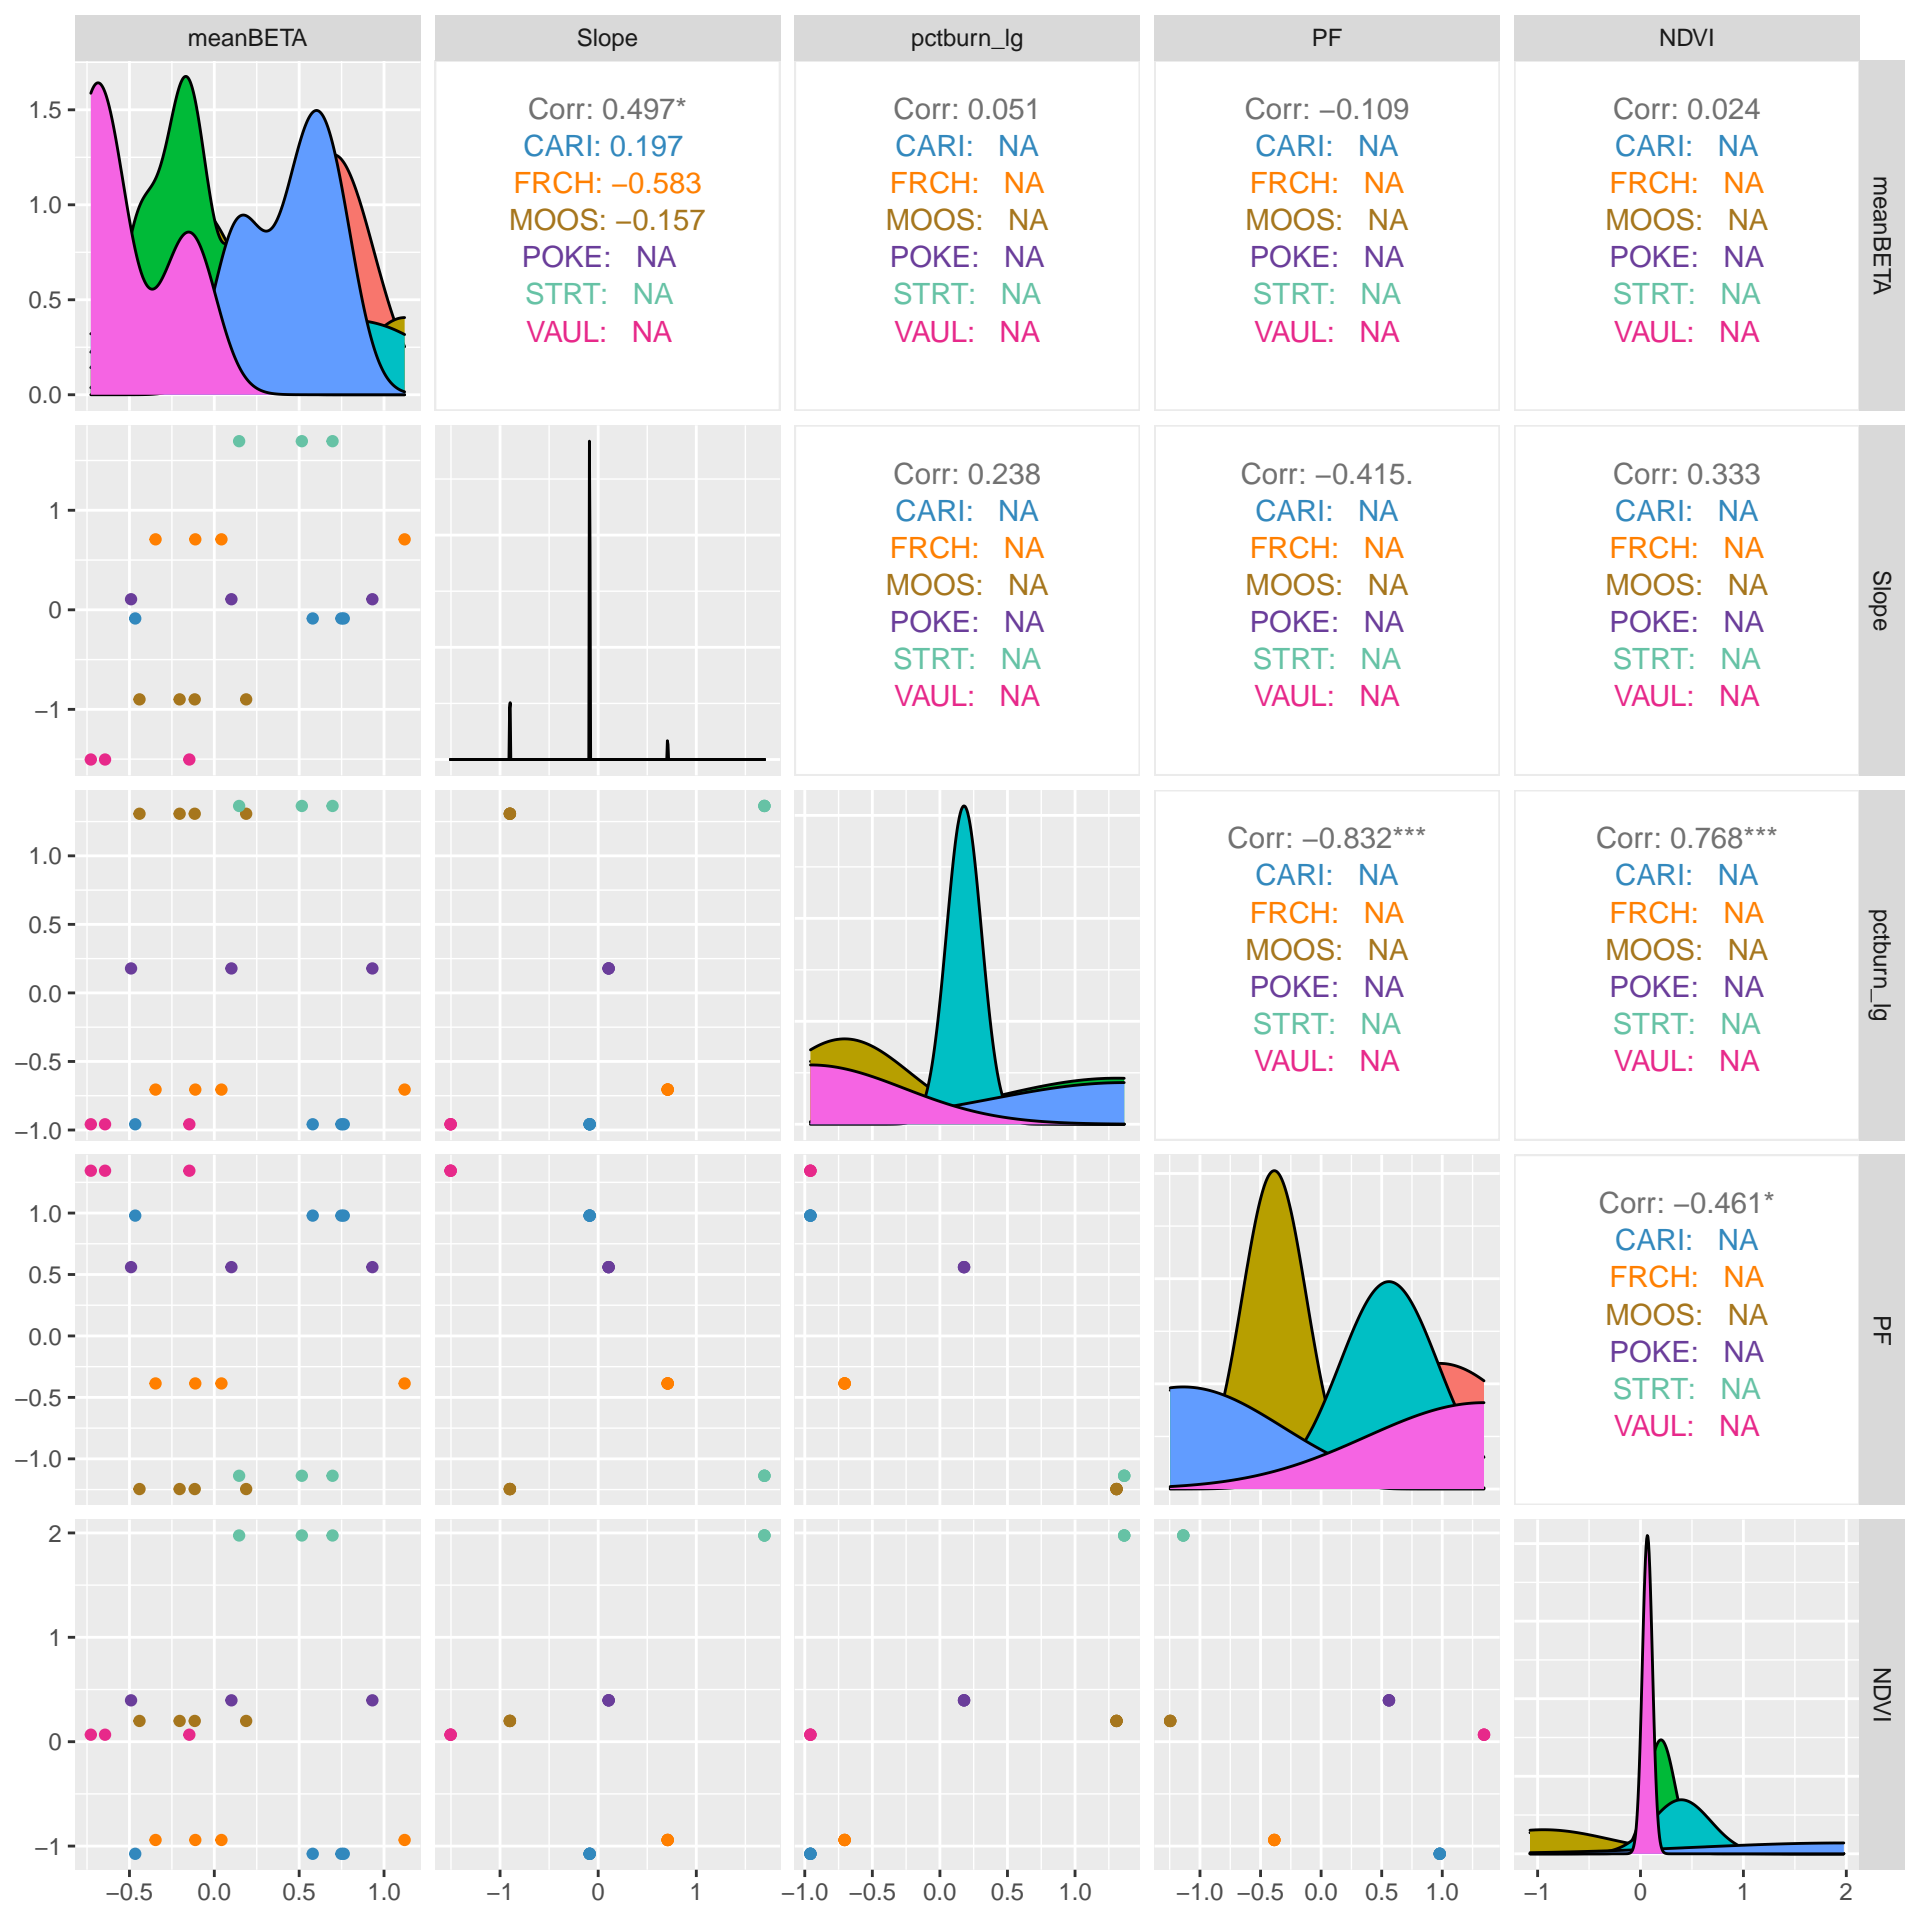 meanBETA Slope pctburn_lg PF NDVI
1.5
1.0
0.5
0.0
Corr: 0.497*
CARI: 0.197
FRCH: −0.583
MOOS: −0.157
POKE: NA
STRT: NA
VAUL: NA
Corr: 0.051
CARI: NA
FRCH: NA
MOOS: NA
POKE: NA
STRT: NA
VAUL: NA
Corr: −0.109
CARI: NA
FRCH: NA
MOOS: NA
POKE: NA
STRT: NA
VAUL: NA
Corr: 0.024
CARI: NA
FRCH: NA
MOOS: NA
POKE: NA
STRT: NA
VAUL: NA
meanBETA
1
0
−1
Corr: 0.238
CARI: NA
FRCH: NA
MOOS: NA
POKE: NA
STRT: NA
VAUL: NA
Corr: −0.415.
CARI: NA
FRCH: NA
MOOS: NA
POKE: NA
STRT: NA
VAUL: NA
Corr: 0.333
CARI: NA
FRCH: NA
MOOS: NA
POKE: NA
STRT: NA
VAUL: NA
Slope
1.0
0.5
0.0
−0.5
−1.0
Corr: −0.832***
CARI: NA
FRCH: NA
MOOS: NA
POKE: NA
STRT: NA
VAUL: NA
Corr: 0.768***
CARI: NA
FRCH: NA
MOOS: NA
POKE: NA
STRT: NA
VAUL: NA
pctburn_lg
1.0
0.5
0.0
−0.5
−1.0
Corr: −0.461*
CARI: NA
FRCH: NA
MOOS: NA
POKE: NA
STRT: NA
VAUL: NA
PF
2
1
0
−1
NDVI
−0.5 0.0 0.5 1.0
−1 0 1
−1.0 −0.5 0.0 0.5 1.0
−1.0 −0.5 0.0 0.5 1.0
−1 0 1 2